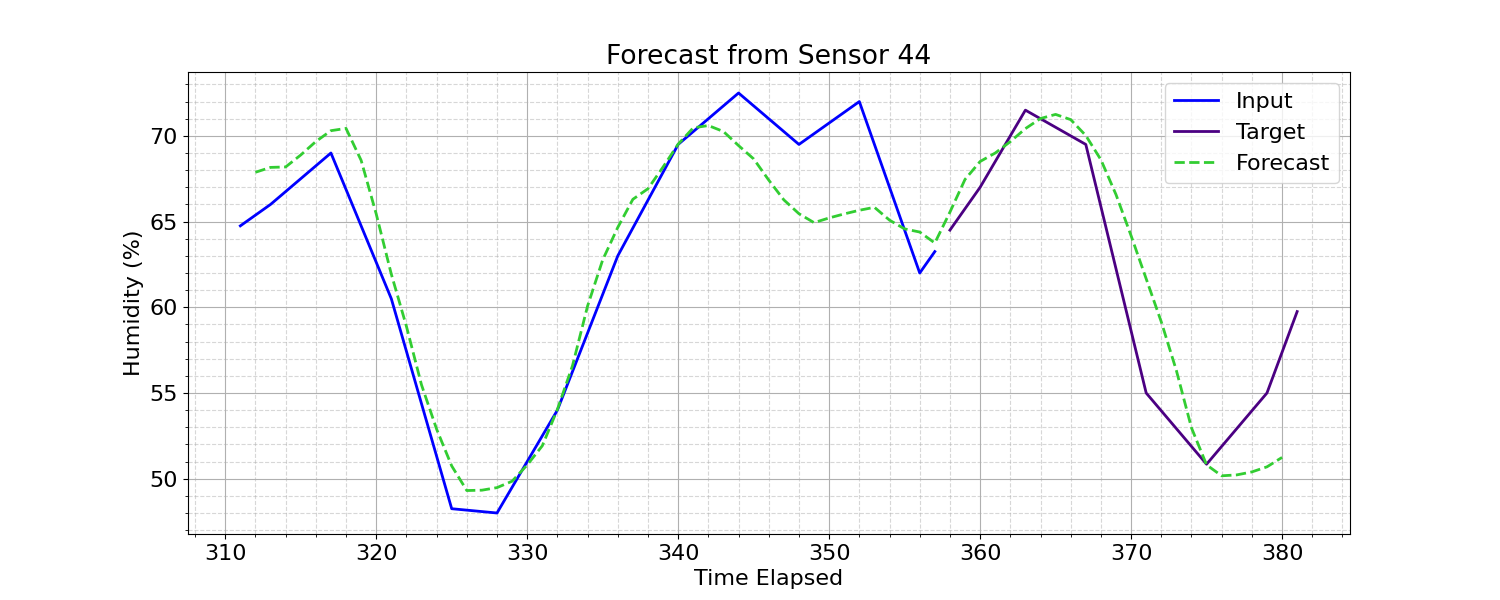 Forecast from Sensor 44
Input
Target
Forecast
Humidity (%)
70
65
60
55
50
310 320 330 340 350 360 370 380
Time Elapsed